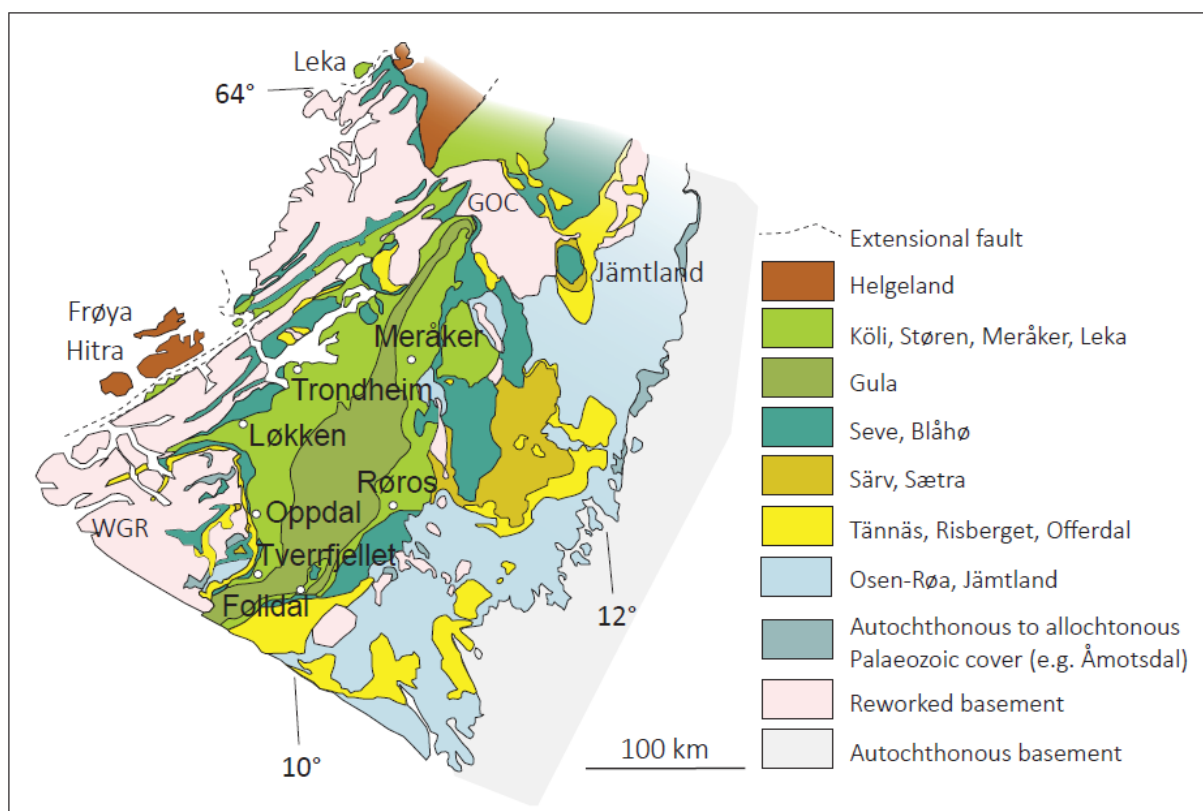 Leka
64°
GOC
Jämtland
Frøya
Hitra
Meråker
Trondheim
Løkken
Røros
Oppdal
WGR
Tverrfjellet
Folldal
12°
10°
100 km
Extensional fault
Helgeland
Köli, Støren, Meråker, Leka
Gula
Seve, Blåhø
Särv, Sætra
Tännäs, Risberget, Offerdal
Osen-Røa, Jämtland
Autochthonous to allochtonous
Palaeozoic cover (e.g. Åmotsdal)
Reworked basement
Autochthonous basement